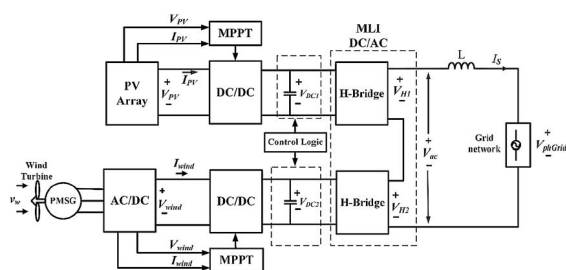 V_PV
I_PV
MPPT
MLI
DC/AC
PV
Array
+
V_PV
−
I_PV
DC/DC
+
V_DC1
−
H-Bridge
+
V_H1
−
L
I_S
+
V_ac
−
Grid
network
+
V_phGrid
−
Control Logic
Wind
Turbine
v_w
PMSG
AC/DC
I_wind
+
V_wind
−
DC/DC
+
V_DC2
−
H-Bridge
+
V_H2
−
V_wind
I_wind
MPPT